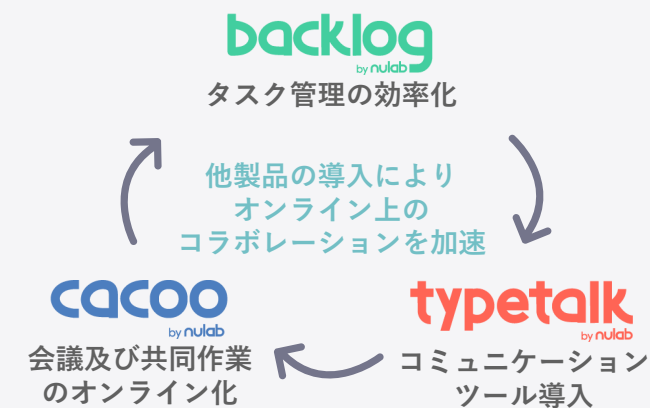 backlog
by nulab
タスク管理の効率化
他製品の導入により
オンライン上の
コラボレーションを加速
cacoo
by nulab
会議及び共同作業
のオンライン化
typetalk
by nulab
コミュニケーション
ツール導入